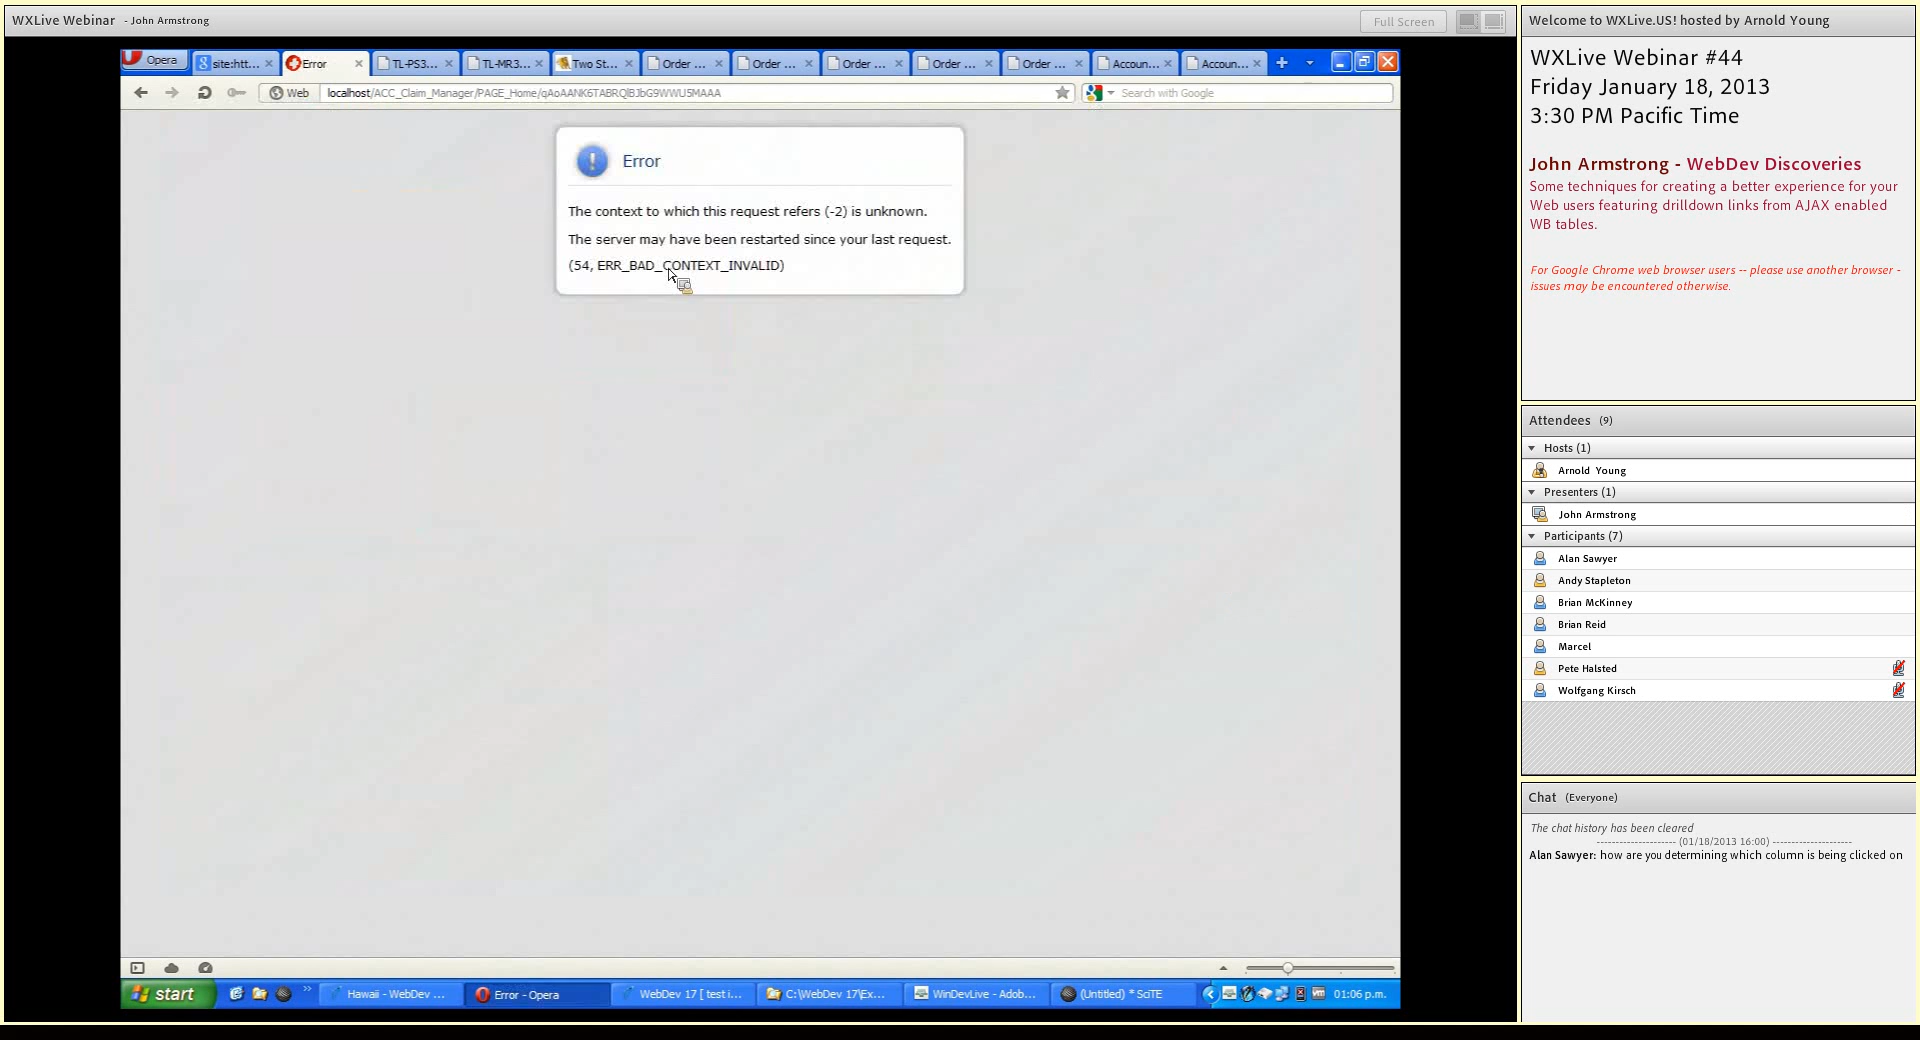 WXLive Webinar - John Armstrong
Full Screen
Opera
site:htt...
Error
TL-PS3...
TL-MR3...
Two St...
Order ...
Order ...
Order ...
Order ...
Order ...
Accoun...
Accoun...
Web
localhost/ACC_Claim_Manager/PAGE_Home/qAoAANK6TABRQlBJbG9WWU5MAAA
Search with Google
Error
The context to which this request refers (-2) is unknown.
The server may have been restarted since your last request.
(54, ERR_BAD_CONTEXT_INVALID)
start
Hawaii - WebDev ...
Error - Opera
WebDev 17 [ test i...
C:\WebDev 17\Ex...
WinDevLive - Adob...
(Untitled) * SciTE
01:06 p.m.
Welcome to WXLive.US! hosted by Arnold Young
WXLive Webinar #44
Friday January 18, 2013
3:30 PM Pacific Time
John Armstrong - WebDev Discoveries
Some techniques for creating a better experience for your
Web users featuring drilldown links from AJAX enabled
WB tables.
For Google Chrome web browser users -- please use another browser -
issues may be encountered otherwise.
Attendees (9)
Hosts (1)
Arnold Young
Presenters (1)
John Armstrong
Participants (7)
Alan Sawyer
Andy Stapleton
Brian McKinney
Brian Reid
Marcel
Pete Halsted
Wolfgang Kirsch
Chat (Everyone)
The chat history has been cleared
--------------------- (01/18/2013 16:00) ---------------------
Alan Sawyer: how are you determining which column is being clicked on